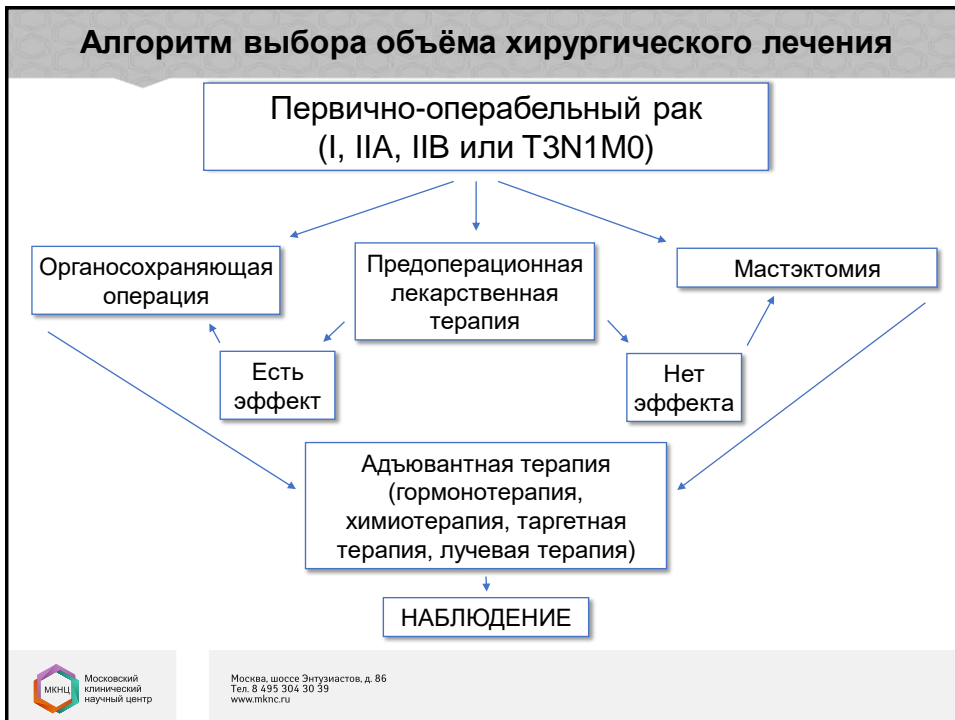 Алгоритм выбора объёма хирургического лечения
Первично-операбельный рак
(I, IIA, IIB или T3N1M0)
Органосохраняющая
операция
Предоперационная
лекарственная
терапия
Мастэктомия
Есть
эффект
Нет
эффекта
Адъювантная терапия
(гормонотерапия,
химиотерапия, таргетная
терапия, лучевая терапия)
НАБЛЮДЕНИЕ
МКНЦ
Московский
клинический
научный центр
Москва, шоссе Энтузиастов, д. 86
Тел. 8 495 304 30 39
www.mknc.ru